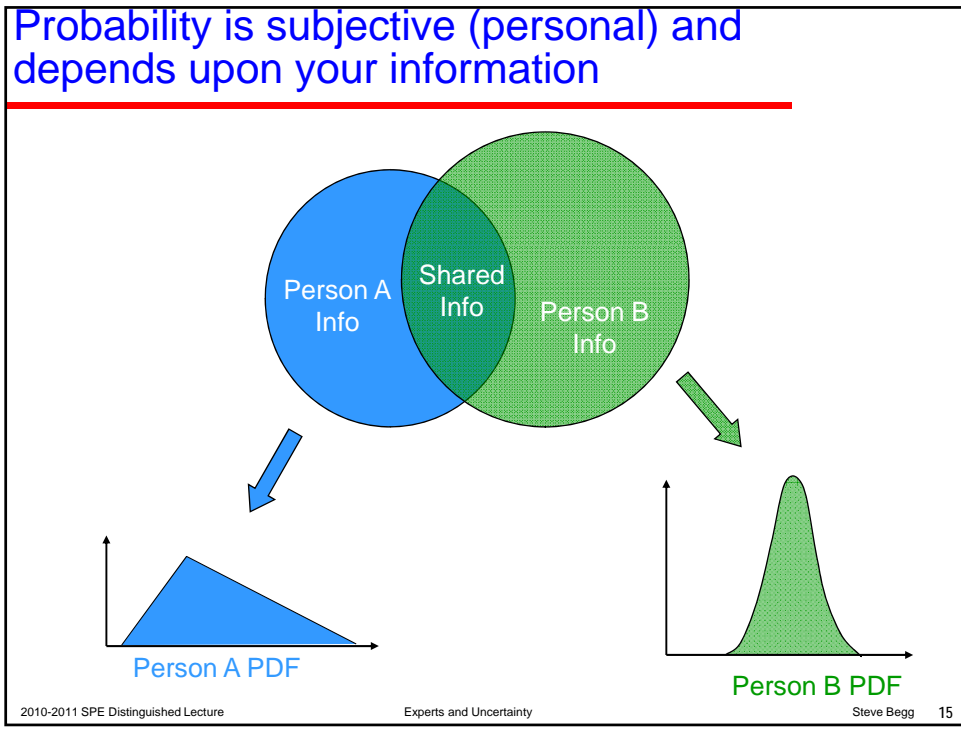 Probability is subjective (personal) and
depends upon your information
Person A
Info
Shared
Info
Person B
Info
Person A PDF
Person B PDF
2010-2011 SPE Distinguished Lecture
Experts and Uncertainty
Steve Begg 15